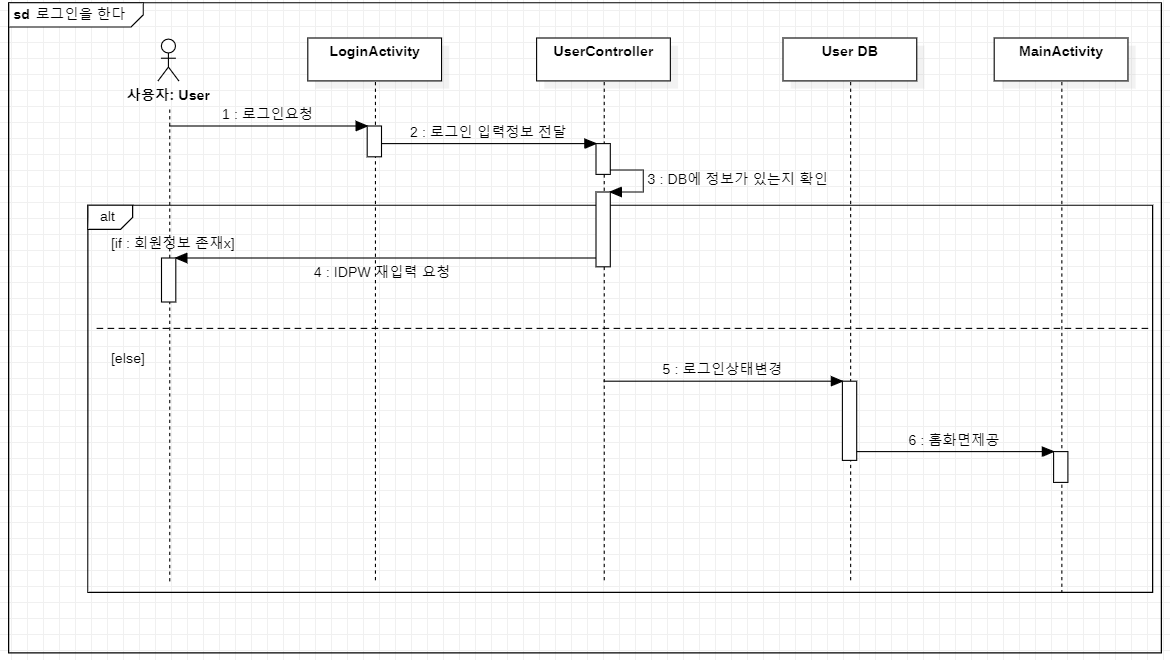 sd 로그인을 한다
LoginActivity
UserController
User DB
MainActivity
사용자: User
1 : 로그인요청
2 : 로그인 입력정보 전달
3 : DB에 정보가 있는지 확인
alt
[if : 회원정보 존재x]
4 : IDPW 재입력 요청
[else]
5 : 로그인상태변경
6 : 홈화면제공